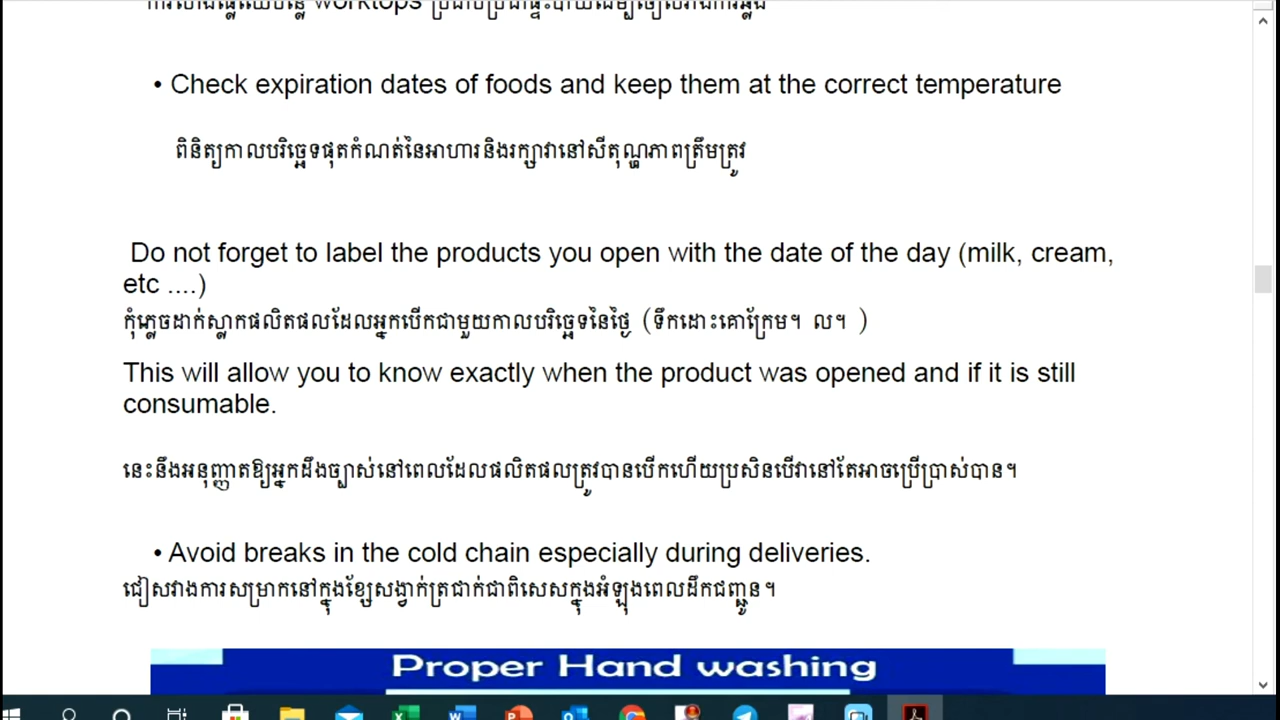 worktops
• Check expiration dates of foods and keep them at the correct temperature
ពិនិត្យកាលបរិច្ឆេទផុតកំណត់នៃអាហារនិងរក្សាវានៅសីតុណ្ហភាពត្រឹមត្រូវ
Do not forget to label the products you open with the date of the day (milk, cream,
etc ....)
កុំភ្លេចដាក់ស្លាកផលិតផលដែលអ្នកបើកជាមួយកាលបរិច្ឆេទនៃថ្ងៃ (ទឹកដោះគោក្រែម។ ល។ )
This will allow you to know exactly when the product was opened and if it is still
consumable.
នេះនឹងអនុញ្ញាតឱ្យអ្នកដឹងច្បាស់នៅពេលដែលផលិតផលត្រូវបានបើកហើយប្រសិនបើវានៅតែអាចប្រើប្រាស់បាន។
• Avoid breaks in the cold chain especially during deliveries.
ជៀសវាងការសម្រាកនៅក្នុងខ្សែសង្វាក់ត្រជាក់ជាពិសេសក្នុងអំឡុងពេលដឹកជញ្ជូន។
Proper Hand washing